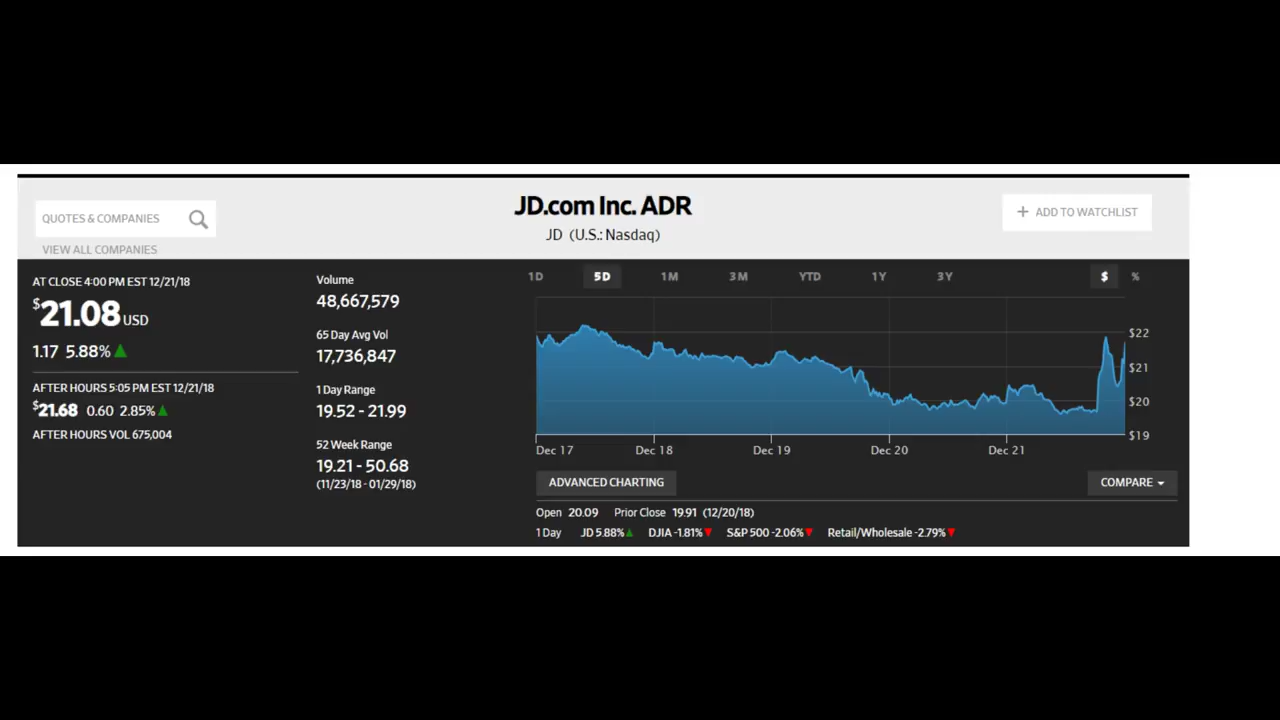 JD.com Inc. ADR
JD (U.S.: Nasdaq)
QUOTES & COMPANIES
VIEW ALL COMPANIES
+ ADD TO WATCHLIST
AT CLOSE 4:00 PM EST 12/21/18
$21.08 USD
1.17 5.88%
AFTER HOURS 5:05 PM EST 12/21/18
$21.68 0.60 2.85%
AFTER HOURS VOL 675,004
Volume
48,667,579
65 Day Avg Vol
17,736,847
1 Day Range
19.52 - 21.99
52 Week Range
19.21 - 50.68
(11/23/18 - 01/29/18)
1D 5D 1M 3M YTD 1Y 3Y $ %
$22
$21
$20
$19
Dec 17 Dec 18 Dec 19 Dec 20 Dec 21
ADVANCED CHARTING
COMPARE
Open 20.09 Prior Close 19.91 (12/20/18)
1 Day JD 5.88% DJIA -1.81% S&P 500 -2.06% Retail/Wholesale -2.79%